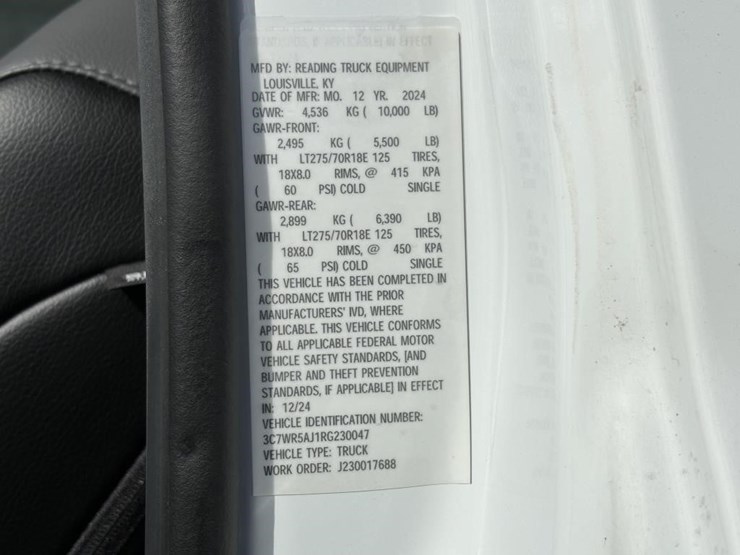 MFD BY: READING TRUCK EQUIPMENT
LOUISVILLE, KY
DATE OF MFR: MO. 12 YR. 2024
GVWR: 4,536 KG ( 10,000 LB)
GAWR-FRONT:
2,495 KG ( 5,500 LB)
WITH LT275/70R18E 125 TIRES,
18X8.0 RIMS, @ 415 KPA
( 60 PSI) COLD SINGLE
GAWR-REAR:
2,899 KG ( 6,390 LB)
WITH LT275/70R18E 125 TIRES,
18X8.0 RIMS, @ 450 KPA
( 65 PSI) COLD SINGLE
THIS VEHICLE HAS BEEN COMPLETED IN
ACCORDANCE WITH THE PRIOR
MANUFACTURERS' IVD, WHERE
APPLICABLE. THIS VEHICLE CONFORMS
TO ALL APPLICABLE FEDERAL MOTOR
VEHICLE SAFETY STANDARDS, [AND
BUMPER AND THEFT PREVENTION
STANDARDS, IF APPLICABLE] IN EFFECT
IN: 12/24
VEHICLE IDENTIFICATION NUMBER:
3C7WR5AJ1RG230047
VEHICLE TYPE: TRUCK
WORK ORDER: J230017688